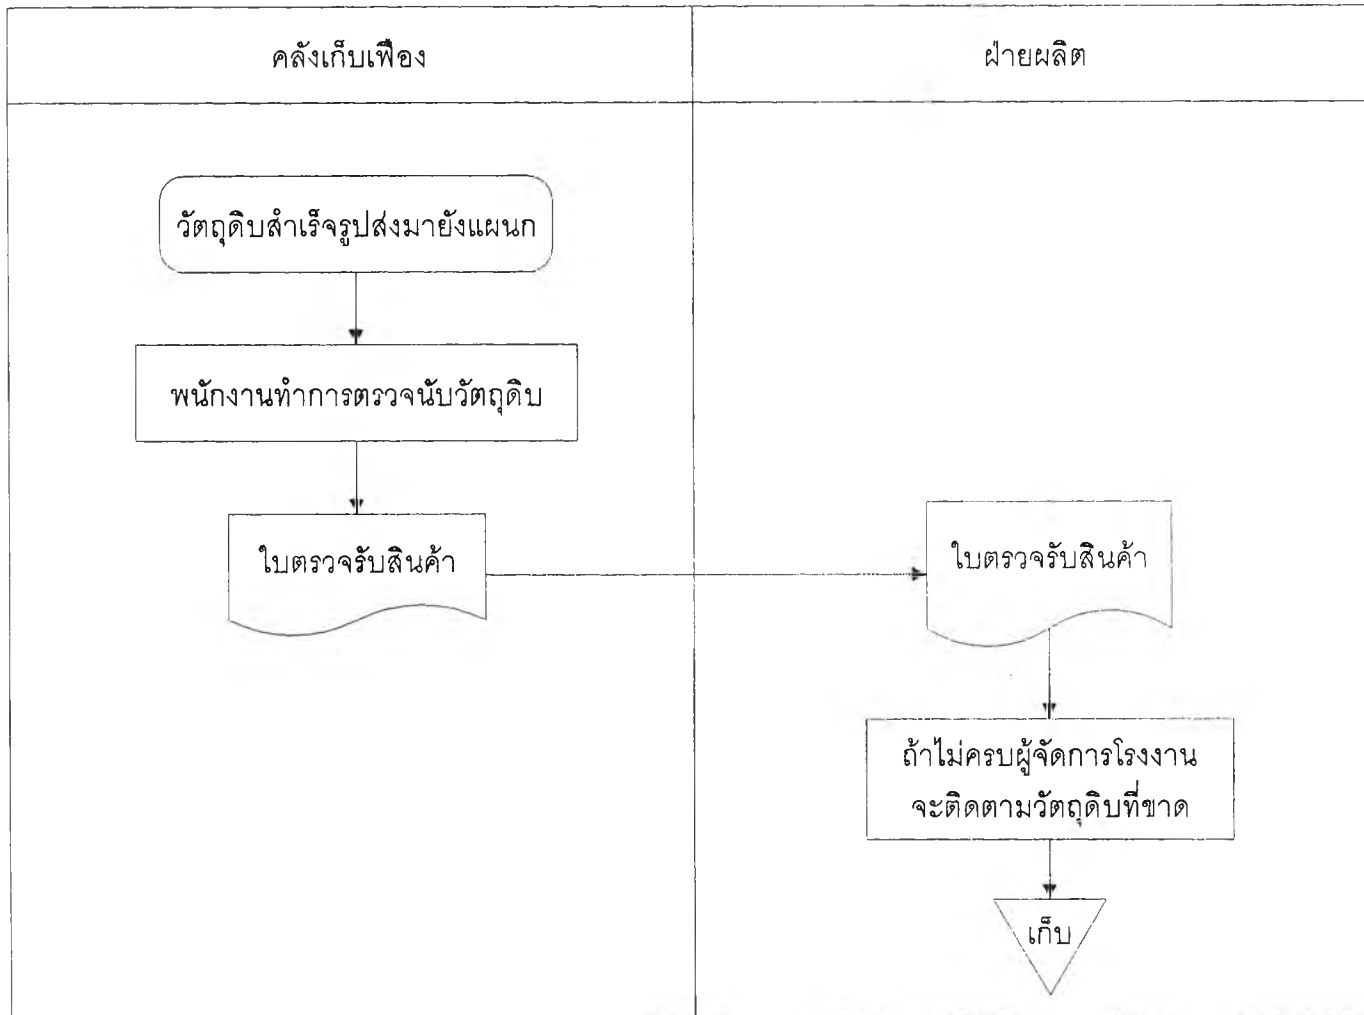 คลังเก็บเฟือง
ฝ่ายผลิต
วัตถุดิบสำเร็จรูปส่งมายังแผนก
พนักงานทำการตรวจนับวัตถุดิบ
ใบตรวจรับสินค้า
ใบตรวจรับสินค้า
ถ้าไม่ครบผู้จัดการโรงงาน
จะติดตามวัตถุดิบที่ขาด
เก็บ